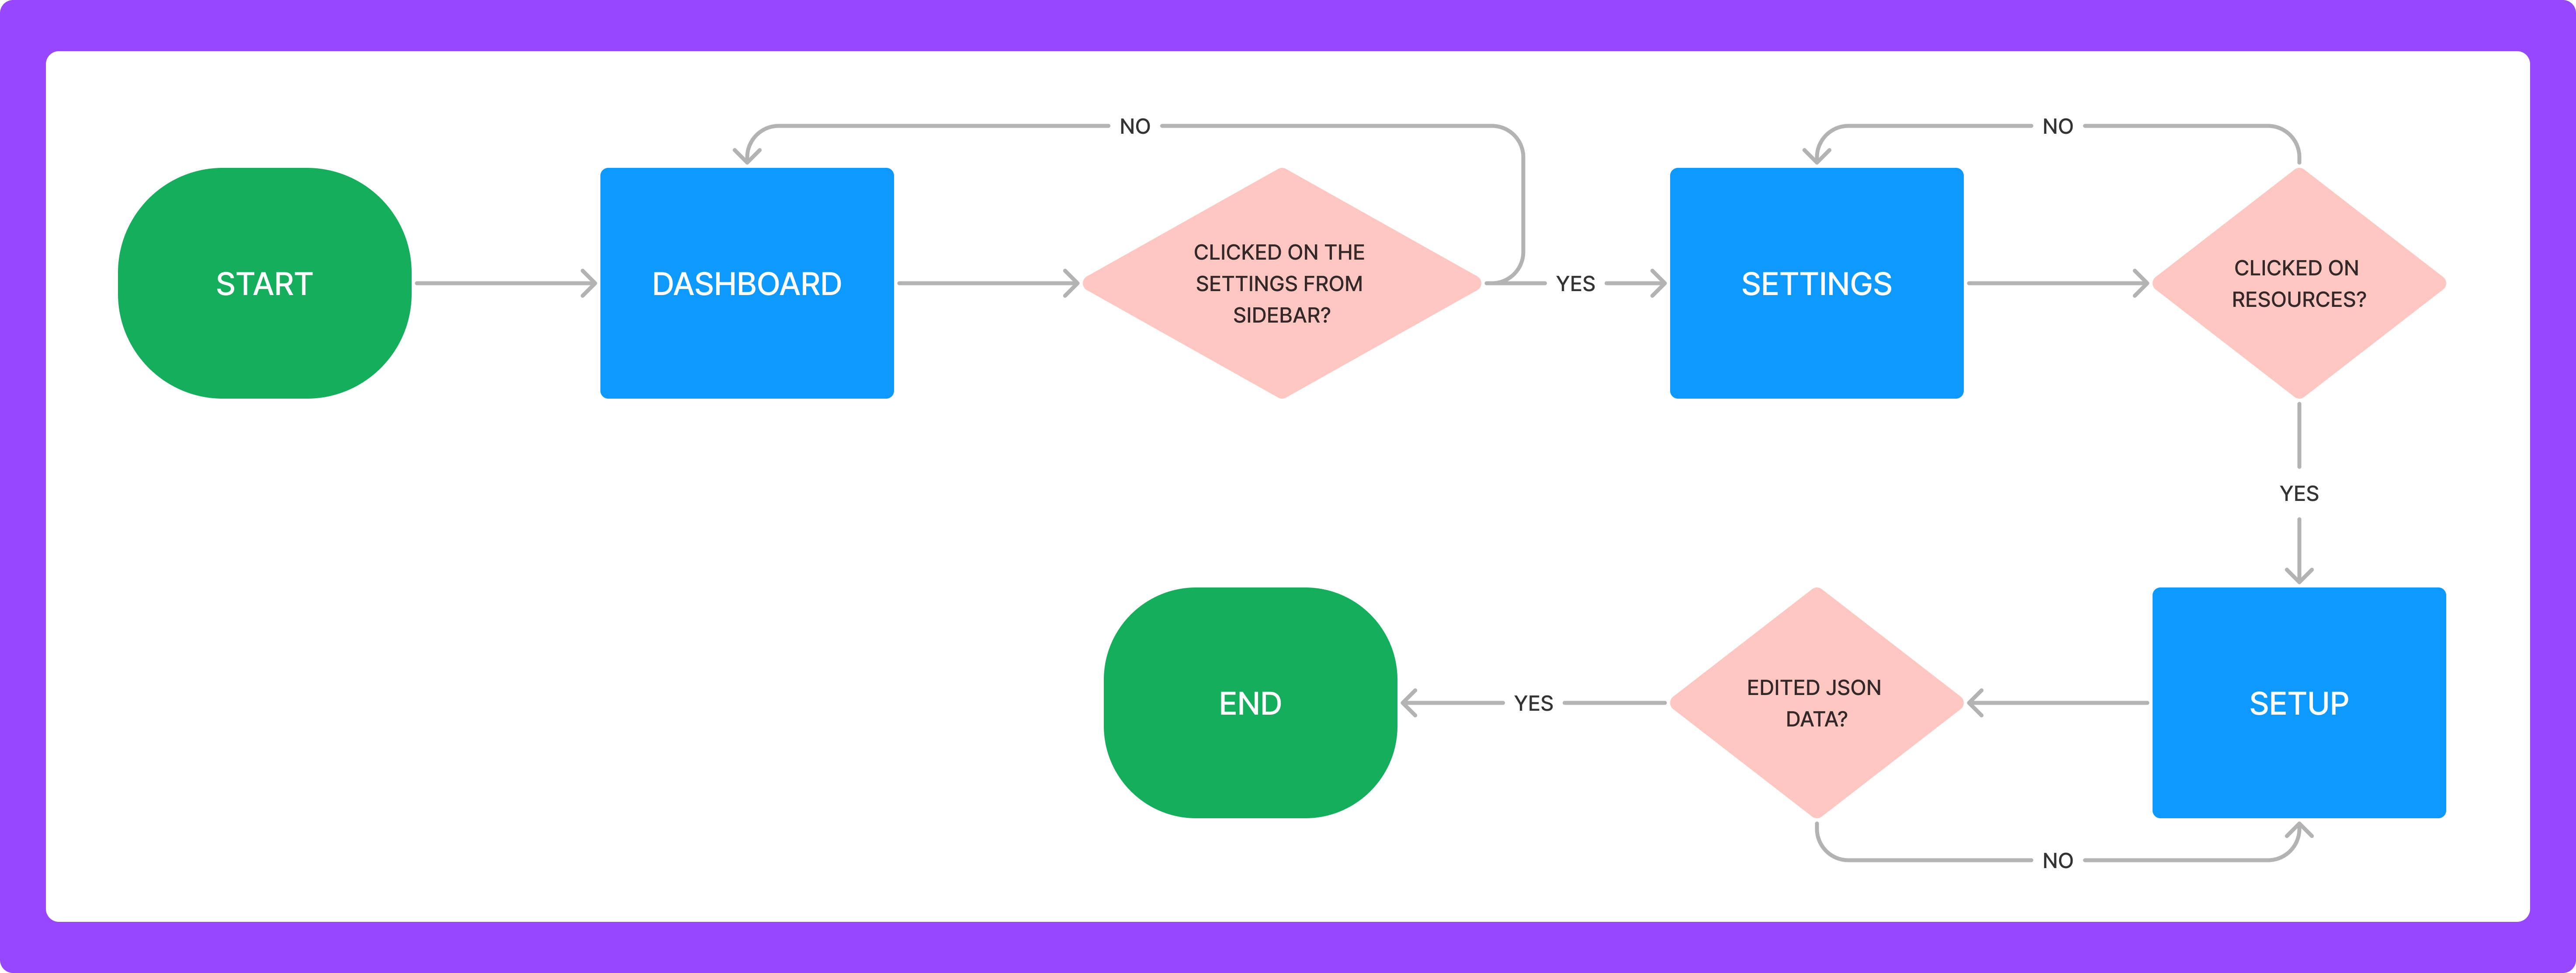 NO
NO
START
DASHBOARD
CLICKED ON THE
SETTINGS FROM
SIDEBAR?
YES
SETTINGS
CLICKED ON
RESOURCES?
YES
SETUP
EDITED JSON
DATA?
YES
END
NO